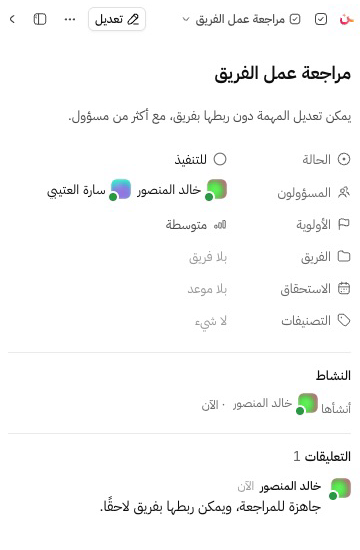 مراجعة عمل الفريق
تعديل
مراجعة عمل الفريق
يمكن تعديل المهمة دون ربطها بفريق، مع أكثر من مسؤول.
الحالة للتنفيذ
المسؤولون خالد المنصور سارة العتيبي
الأولوية متوسطة
الفريق بلا فريق
الاستحقاق بلا موعد
التصنيفات لا شيء
النشاط
أنشأها خالد المنصور · الآن
التعليقات 1
خالد المنصور الآن
جاهزة للمراجعة، ويمكن ربطها بفريق لاحقًا.